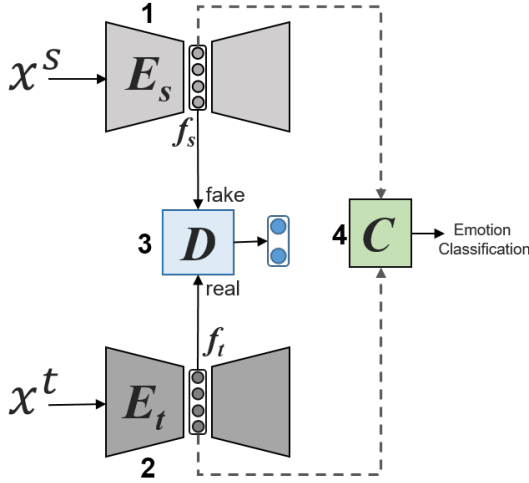 1
x^s
E_s
f_s
fake
3
D
4
C
Emotion
Classification
real
f_t
x^t
E_t
2